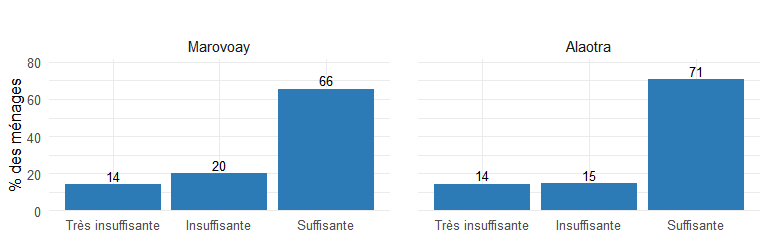 Marovoay
Alaotra
% des ménages
80
60
40
20
0
14
20
66
14
15
71
Très insuffisante
Insuffisante
Suffisante
Très insuffisante
Insuffisante
Suffisante